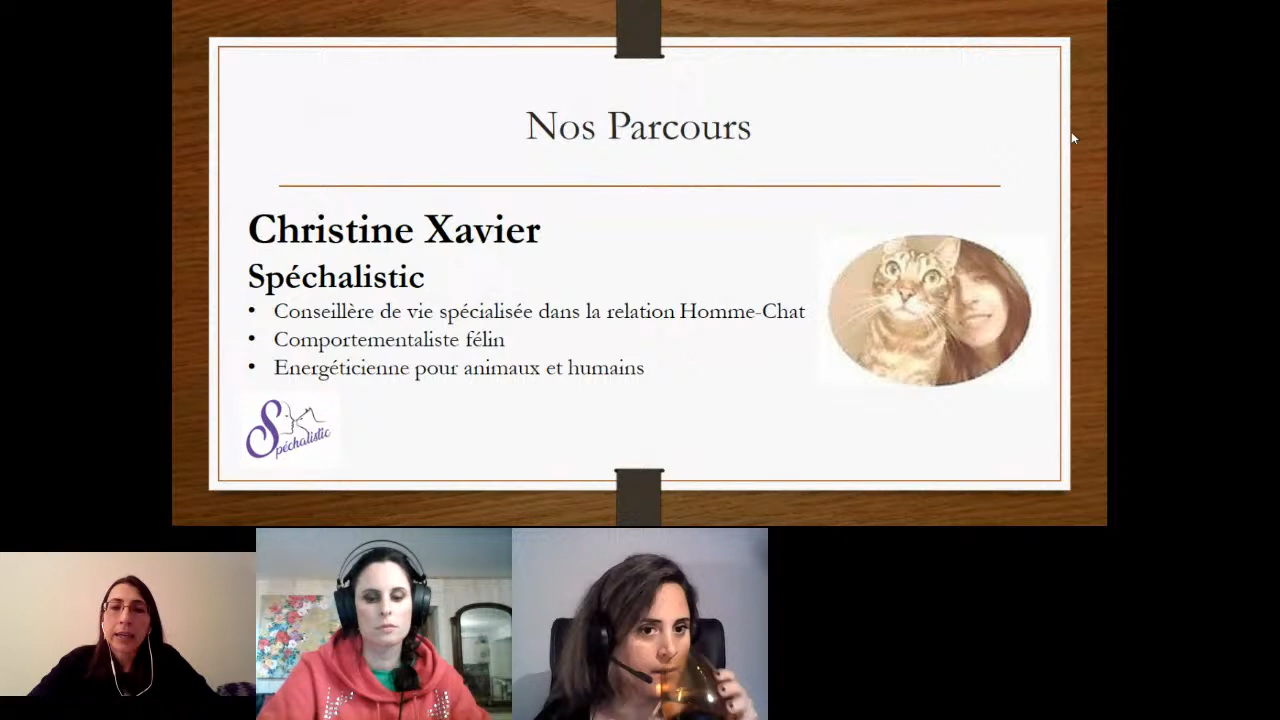 Nos Parcours
Christine Xavier
Spéchalistic
• Conseillère de vie spécialisée dans la relation Homme-Chat
• Comportementaliste félin
• Energéticienne pour animaux et humains
Spéchalistic